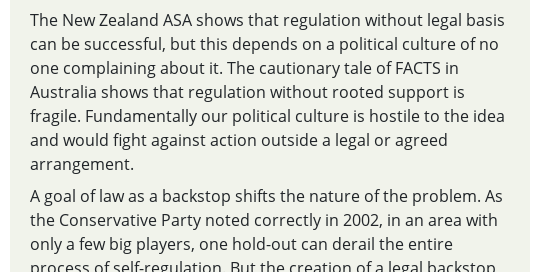 The New Zealand ASA shows that regulation without legal basis
can be successful, but this depends on a political culture of no
one complaining about it. The cautionary tale of FACTS in
Australia shows that regulation without rooted support is
fragile. Fundamentally our political culture is hostile to the idea
and would fight against action outside a legal or agreed
arrangement.
A goal of law as a backstop shifts the nature of the problem. As
the Conservative Party noted correctly in 2002, in an area with
only a few big players, one hold-out can derail the entire
process of self-regulation. But the creation of a legal backstop